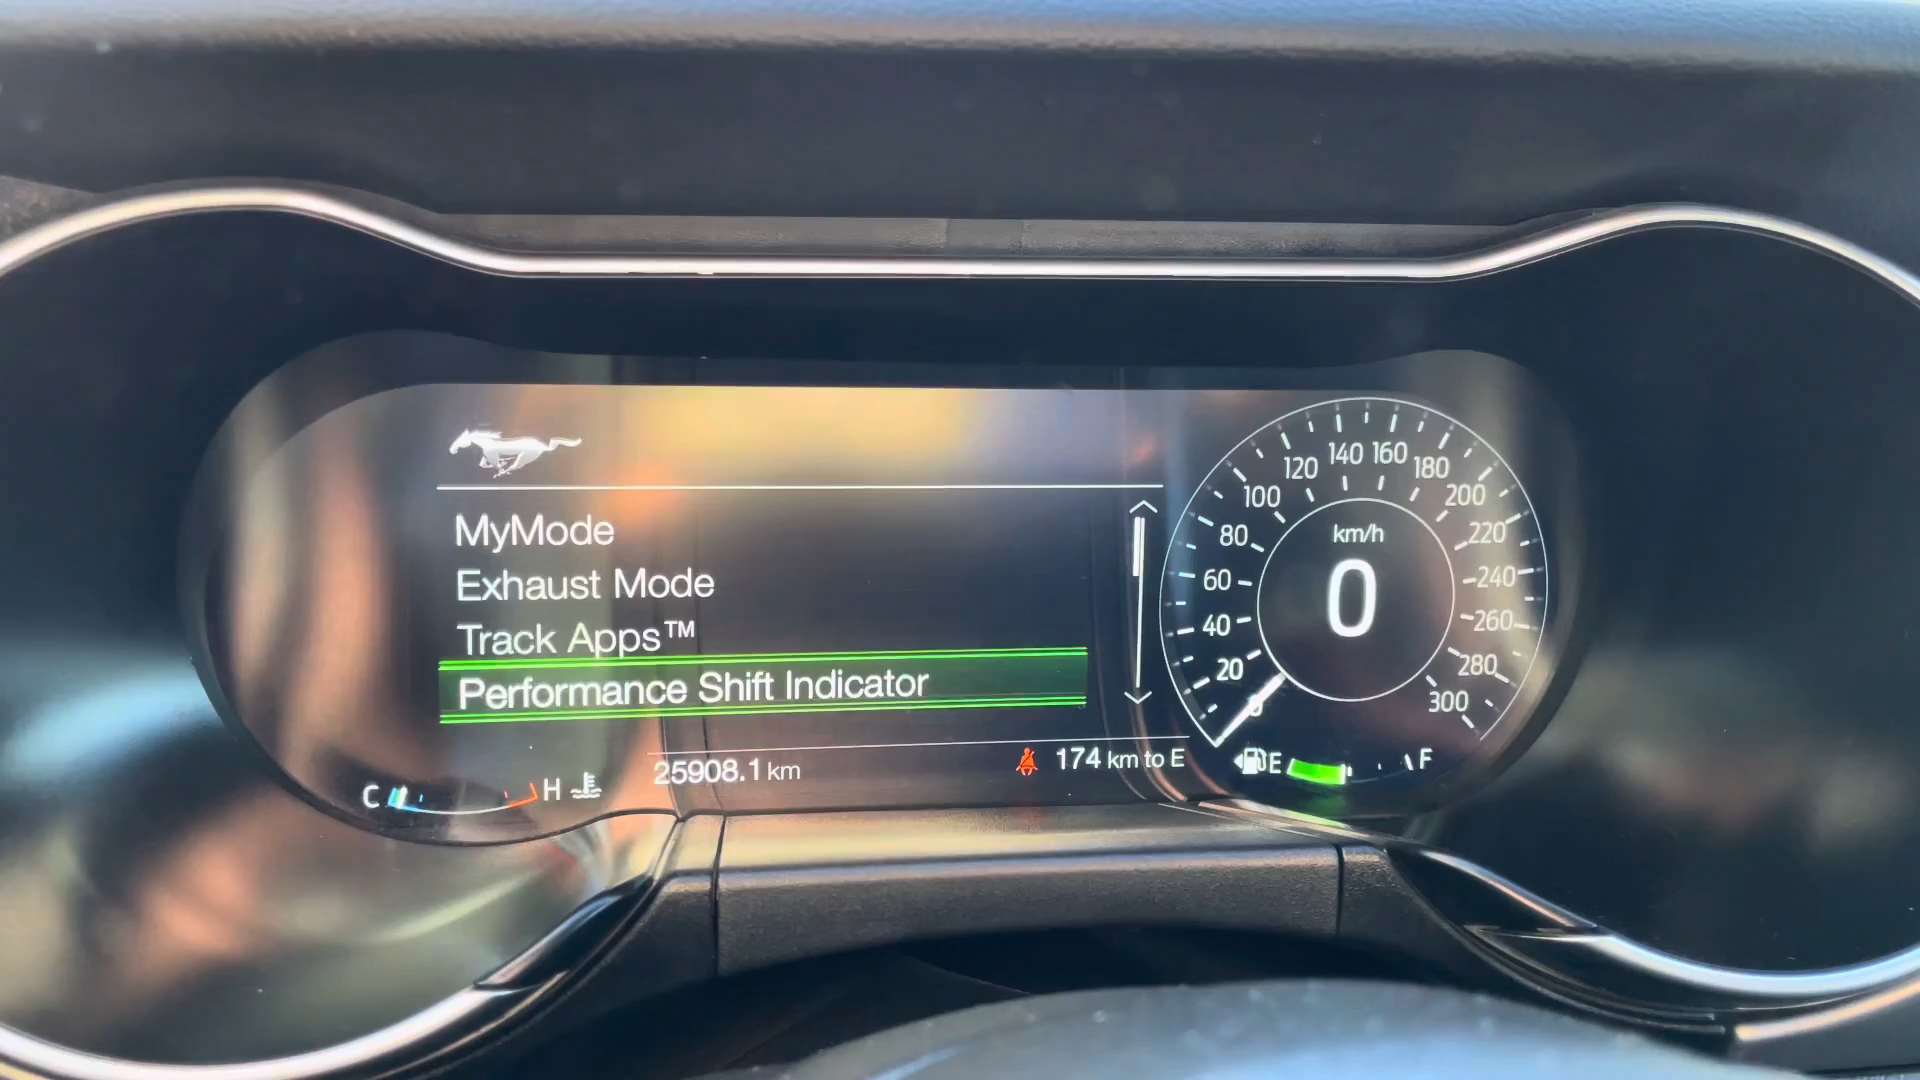 MyMode
Exhaust Mode
Track Apps™
Performance Shift Indicator
C H
25908.1 km
174 km to E
km/h
0
0 20 40 60 80 100 120 140 160 180 200 220 240 260 280 300
E F